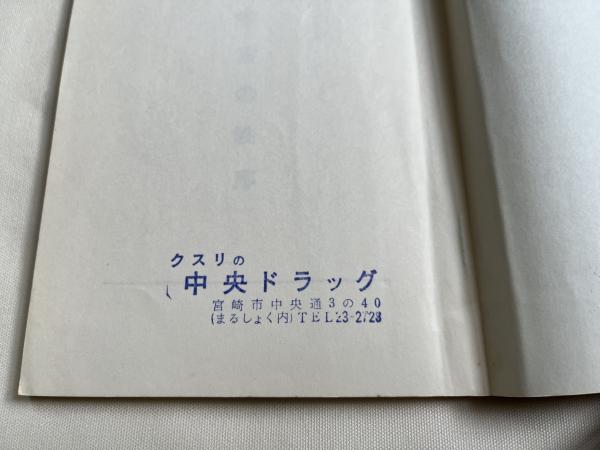 クスリの
中央ドラッグ
宮崎市中央通3の40
(まるしょく内)TEL23-2728